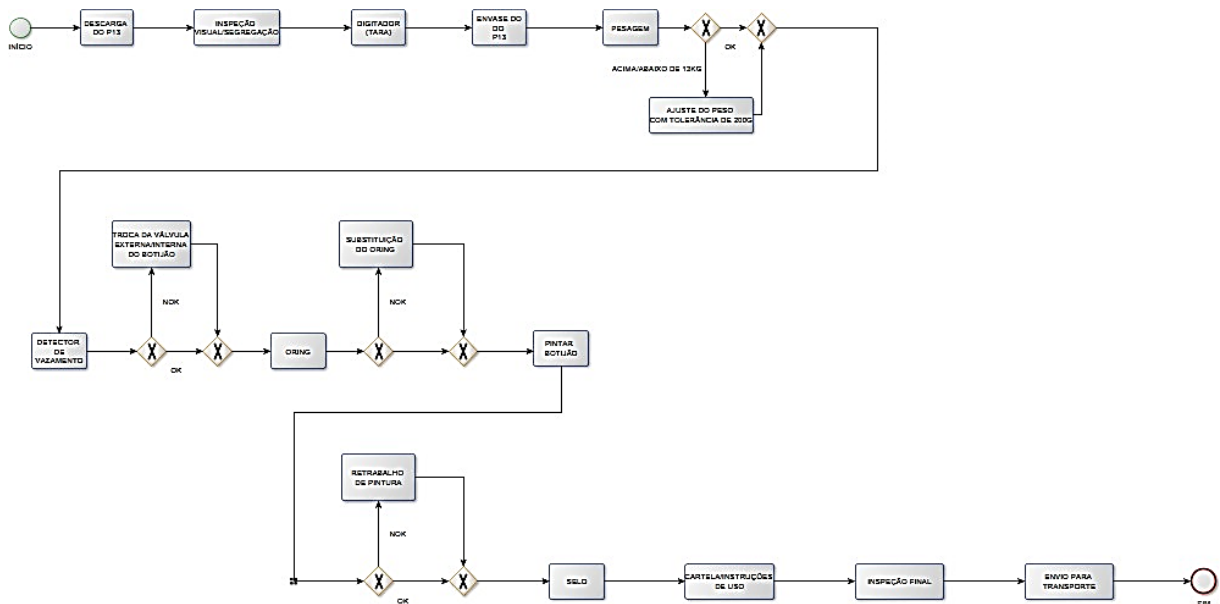 INÍCIO
DESCARGA
DO P13
INSPEÇÃO
VISUAL/SEGREGAÇÃO
DIGITADOR
(TARA)
ENVASE DO
DO
P13
PESAGEM
OK
ACIMA/ABAIXO DE 13KG
AJUSTE DO PESO
COM TOLERÂNCIA DE 200G
TROCA DA VÁLVULA
EXTERNA/INTERNA
DO BOTIJÃO
NOK
SUBSTITUIÇÃO
DO ORING
NOK
DETECTOR
DE
VAZAMENTO
OK
ORING
PINTAR
BOTIJÃO
RETRABALHO
DE PINTURA
NOK
OK
SELO
CARTELA/INSTRUÇÕES
DE USO
INSPEÇÃO FINAL
ENVIO PARA
TRANSPORTE